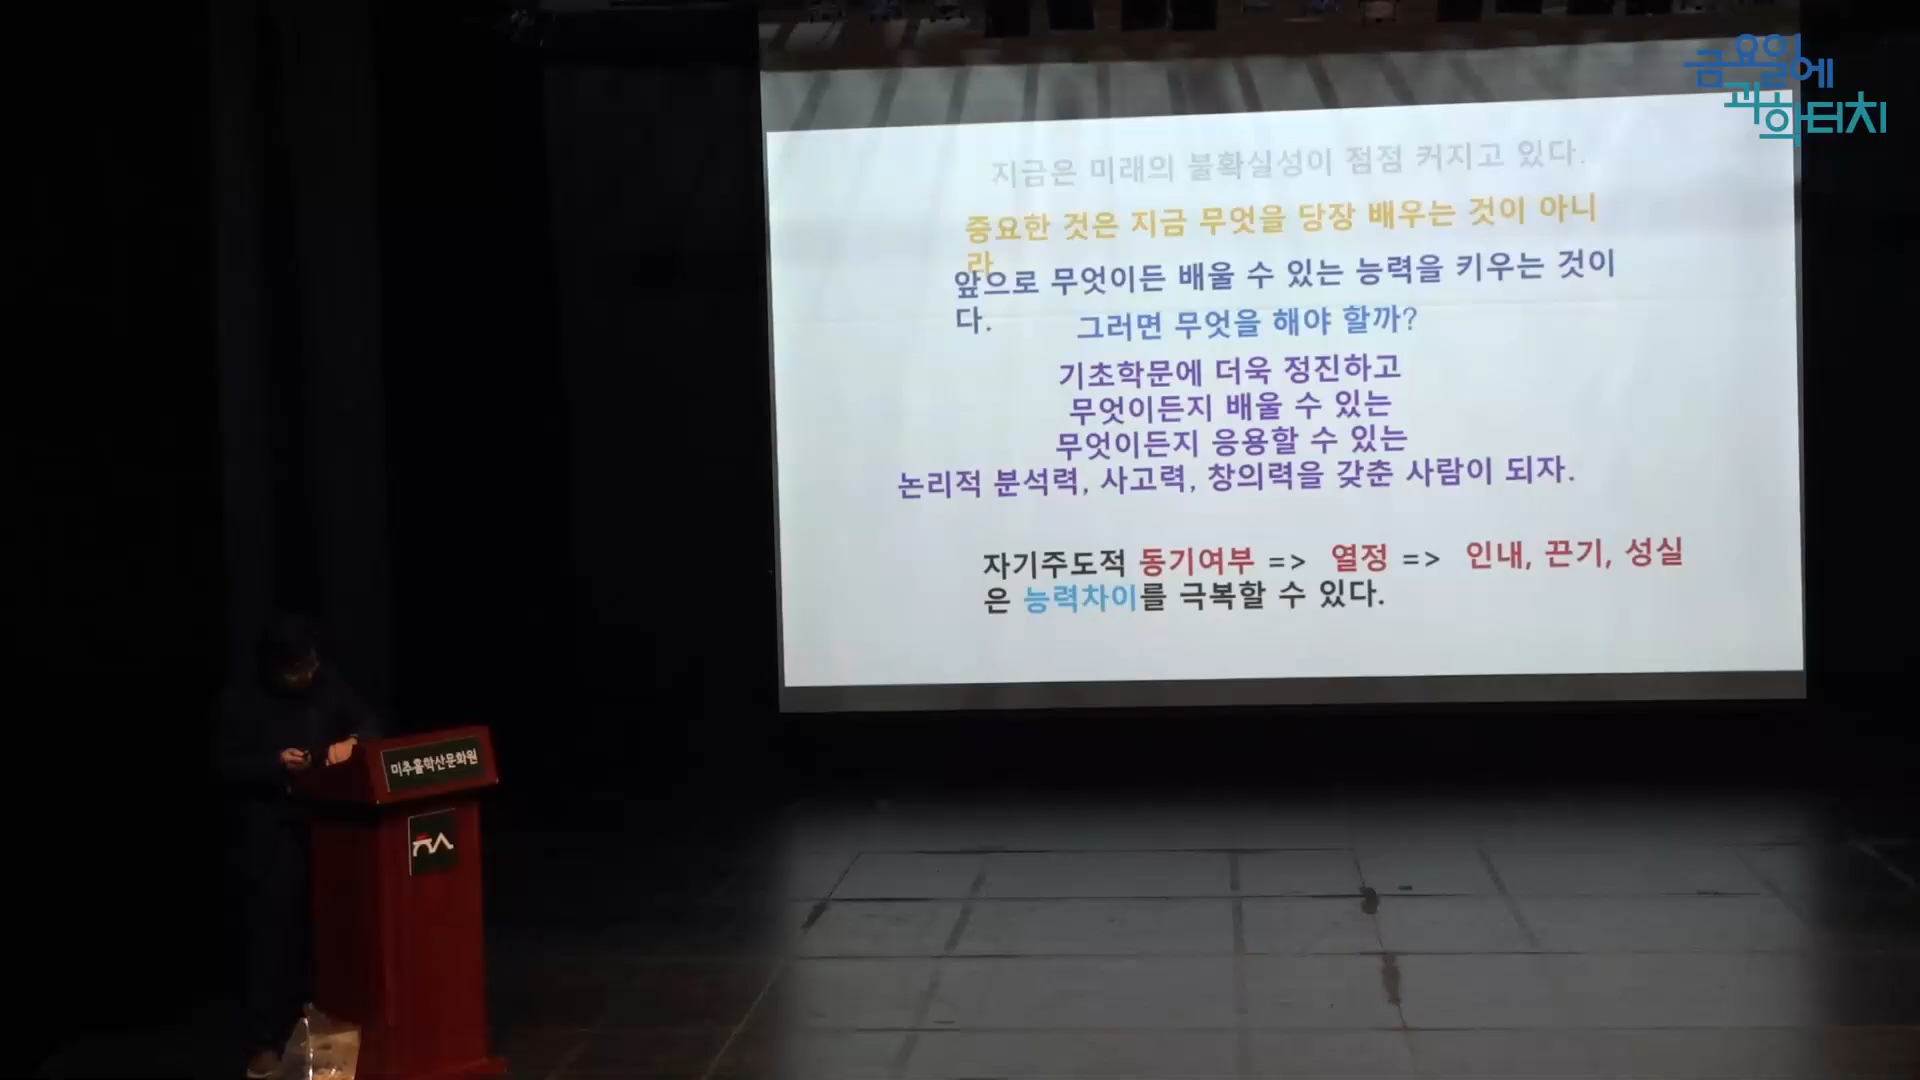 금요일에
과학터치
지금은 미래의 불확실성이 점점 커지고 있다.
중요한 것은 지금 무엇을 당장 배우는 것이 아니
라
앞으로 무엇이든 배울 수 있는 능력을 키우는 것이
다.
그러면 무엇을 해야 할까?
기초학문에 더욱 정진하고
무엇이든지 배울 수 있는
무엇이든지 응용할 수 있는
논리적 분석력, 사고력, 창의력을 갖춘 사람이 되자.
자기주도적 동기여부 => 열정 => 인내, 끈기, 성실
은 능력차이를 극복할 수 있다.
미추홀학산문화원